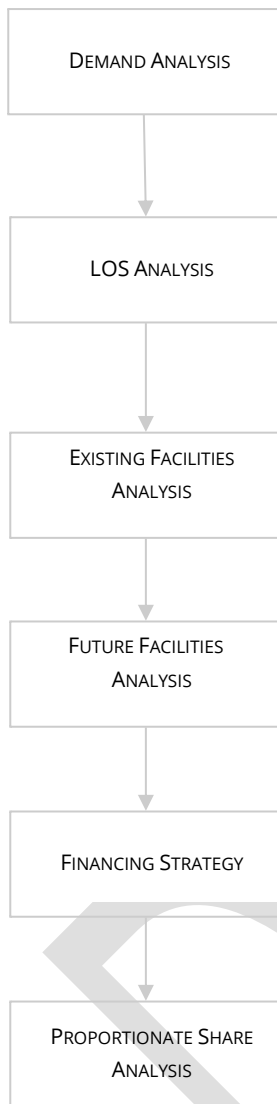 DEMAND ANALYSIS
LOS ANALYSIS
EXISTING FACILITIES
ANALYSIS
FUTURE FACILITIES
ANALYSIS
FINANCING STRATEGY
PROPORTIONATE SHARE
ANALYSIS